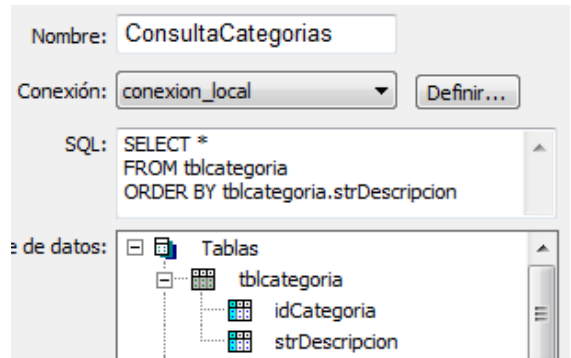 Nombre: ConsultaCategorias
Conexión: conexion_local Definir...
SQL: SELECT *
FROM tblcategoria
ORDER BY tblcategoria.strDescripcion
e de datos: Tablas
tblcategoria
idCategoria
strDescripcion